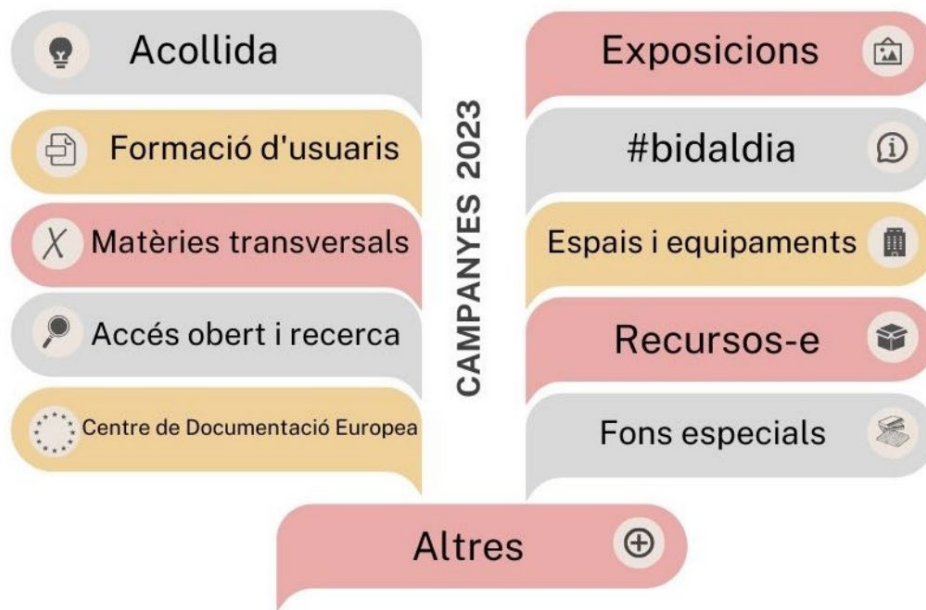 CAMPANYES 2023
Acollida
Formació d'usuaris
Matèries transversals
Accés obert i recerca
Centre de Documentació Europea
Exposicions
#bidaldia
Espais i equipaments
Recursos-e
Fons especials
Altres